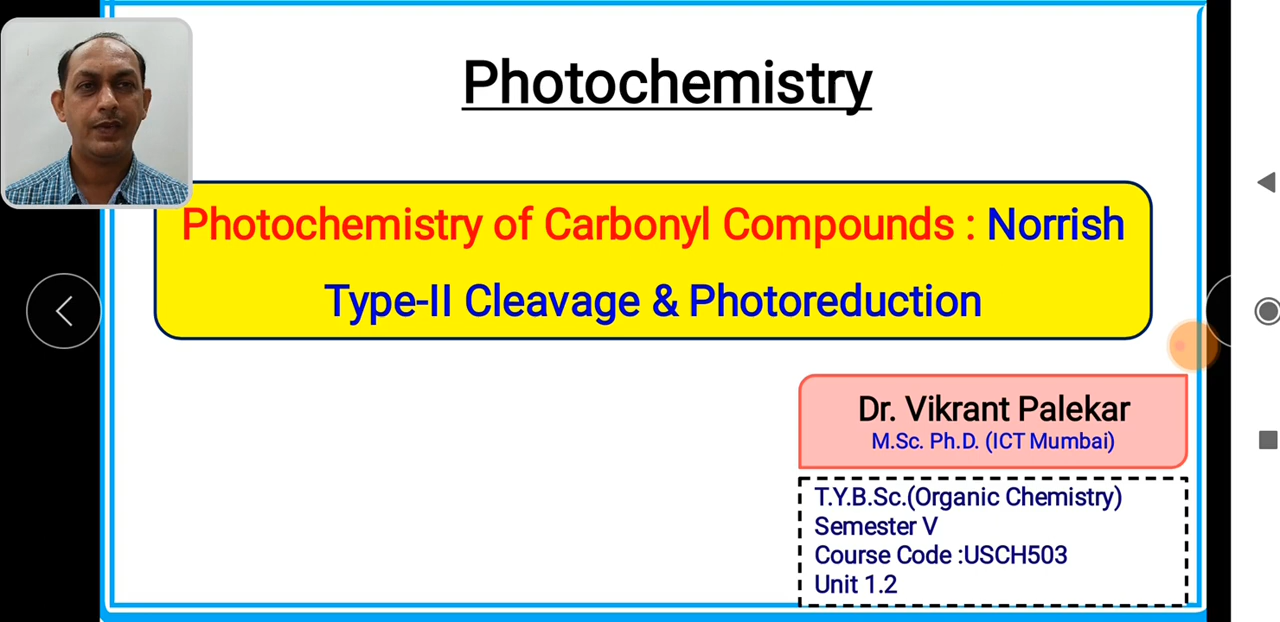 Photochemistry
Photochemistry of Carbonyl Compounds : Norrish
Type-II Cleavage & Photoreduction
Dr. Vikrant Palekar
M.Sc. Ph.D. (ICT Mumbai)
T.Y.B.Sc.(Organic Chemistry)
Semester V
Course Code :USCH503
Unit 1.2